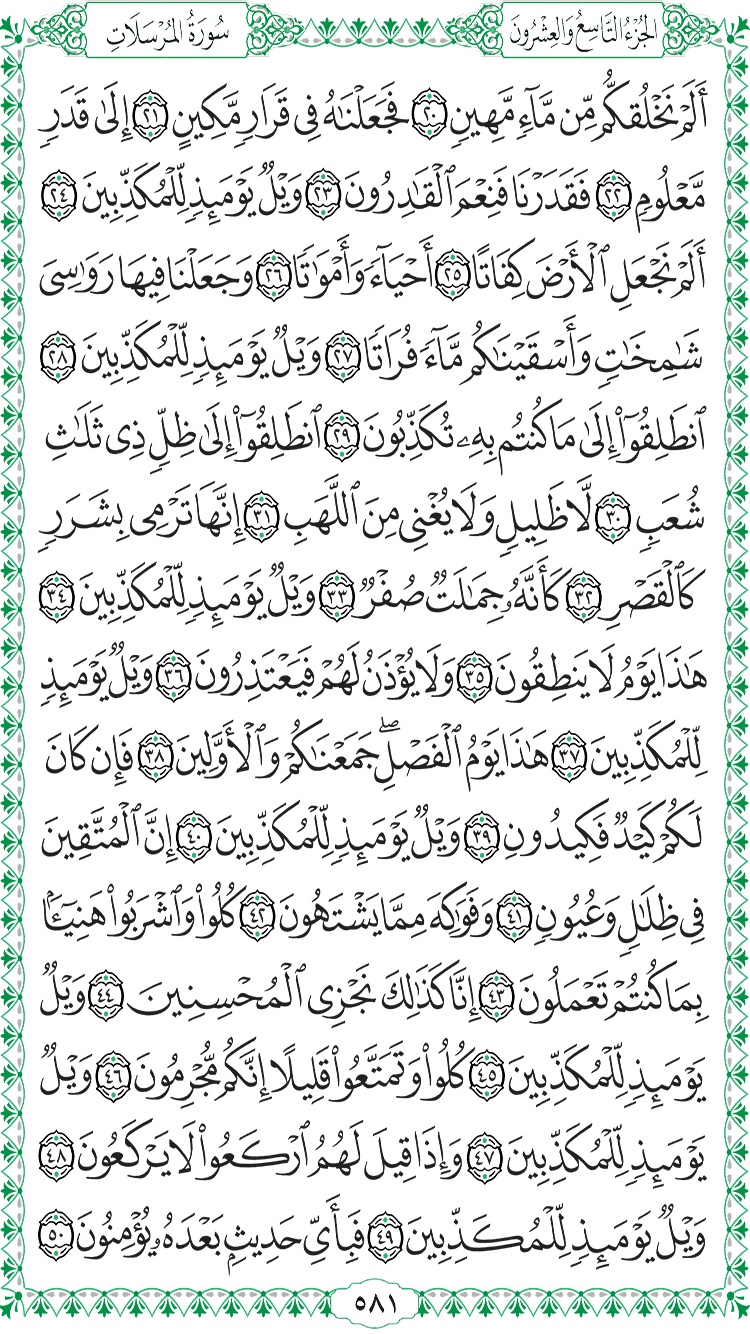 الجُزْءُ التَّاسِعُ وَالعِشْرُونَ
سُورَةُ المُرْسَلَاتِ
أَلَمْ نَخْلُقكُّم مِّن مَّآءٖ مَّهِينٖ ٢٠ فَجَعَلْنَٰهُ فِي قَرَارٖ مَّكِينٍ ٢١ إِلَىٰ قَدَرٖ
مَّعْلُومٖ ٢٢ فَقَدَرْنَا فَنِعْمَ ٱلْقَٰدِرُونَ ٢٣ وَيْلٞ يَوْمَئِذٖ لِّلْمُكَذِّبِينَ ٢٤
أَلَمْ نَجْعَلِ ٱلْأَرْضَ كِفَاتًا ٢٥ أَحْيَآءٗ وَأَمْوَٰتٗا ٢٦ وَجَعَلْنَا فِيهَا رَوَٰسِيَ
شَٰمِخَٰتٖ وَأَسْقَيْنَٰكُم مَّآءٗ فُرَاتٗا ٢٧ وَيْلٞ يَوْمَئِذٖ لِّلْمُكَذِّبِينَ ٢٨
ٱنطَلِقُوٓا۟ إِلَىٰ مَا كُنتُم بِهِۦ تُكَذِّبُونَ ٢٩ ٱنطَلِقُوٓا۟ إِلَىٰ ظِلّٖ ذِي ثَلَٰثِ
شُعَبٖ ٣٠ لَّا ظَلِيلٖ وَلَا يُغْنِي مِنَ ٱللَّهَبِ ٣١ إِنَّهَا تَرْمِي بِشَرَرٖ
كَٱلْقَصْرِ ٣٢ كَأَنَّهُۥ جِمَٰلَتٞ صُفْرٞ ٣٣ وَيْلٞ يَوْمَئِذٖ لِّلْمُكَذِّبِينَ ٣٤
هَٰذَا يَوْمُ لَا يَنطِقُونَ ٣٥ وَلَا يُؤْذَنُ لَهُمْ فَيَعْتَذِرُونَ ٣٦ وَيْلٞ يَوْمَئِذٖ
لِّلْمُكَذِّبِينَ ٣٧ هَٰذَا يَوْمُ ٱلْفَصْلِۖ جَمَعْنَٰكُمْ وَٱلْأَوَّلِينَ ٣٨ فَإِن كَانَ
لَكُمْ كَيْدٞ فَكِيدُونِ ٣٩ وَيْلٞ يَوْمَئِذٖ لِّلْمُكَذِّبِينَ ٤٠ إِنَّ ٱلْمُتَّقِينَ
فِي ظِلَٰلٖ وَعُيُونٖ ٤١ وَفَوَٰكِهَ مِمَّا يَشْتَهُونَ ٤٢ كُلُوا۟ وَٱشْرَبُوا۟ هَنِيٓـَٔۢا
بِمَا كُنتُمْ تَعْمَلُونَ ٤٣ إِنَّا كَذَٰلِكَ نَجْزِي ٱلْمُحْسِنِينَ ٤٤ وَيْلٞ
يَوْمَئِذٖ لِّلْمُكَذِّبِينَ ٤٥ كُلُوا۟ وَتَمَتَّعُوا۟ قَلِيلًا إِنَّكُم مُّجْرِمُونَ ٤٦ وَيْلٞ
يَوْمَئِذٖ لِّلْمُكَذِّبِينَ ٤٧ وَإِذَا قِيلَ لَهُمُ ٱرْكَعُوا۟ لَا يَرْكَعُونَ ٤٨
وَيْلٞ يَوْمَئِذٖ لِّلْمُكَذِّبِينَ ٤٩ فَبِأَيِّ حَدِيثِۭ بَعْدَهُۥ يُؤْمِنُونَ ٥٠
٥٨١